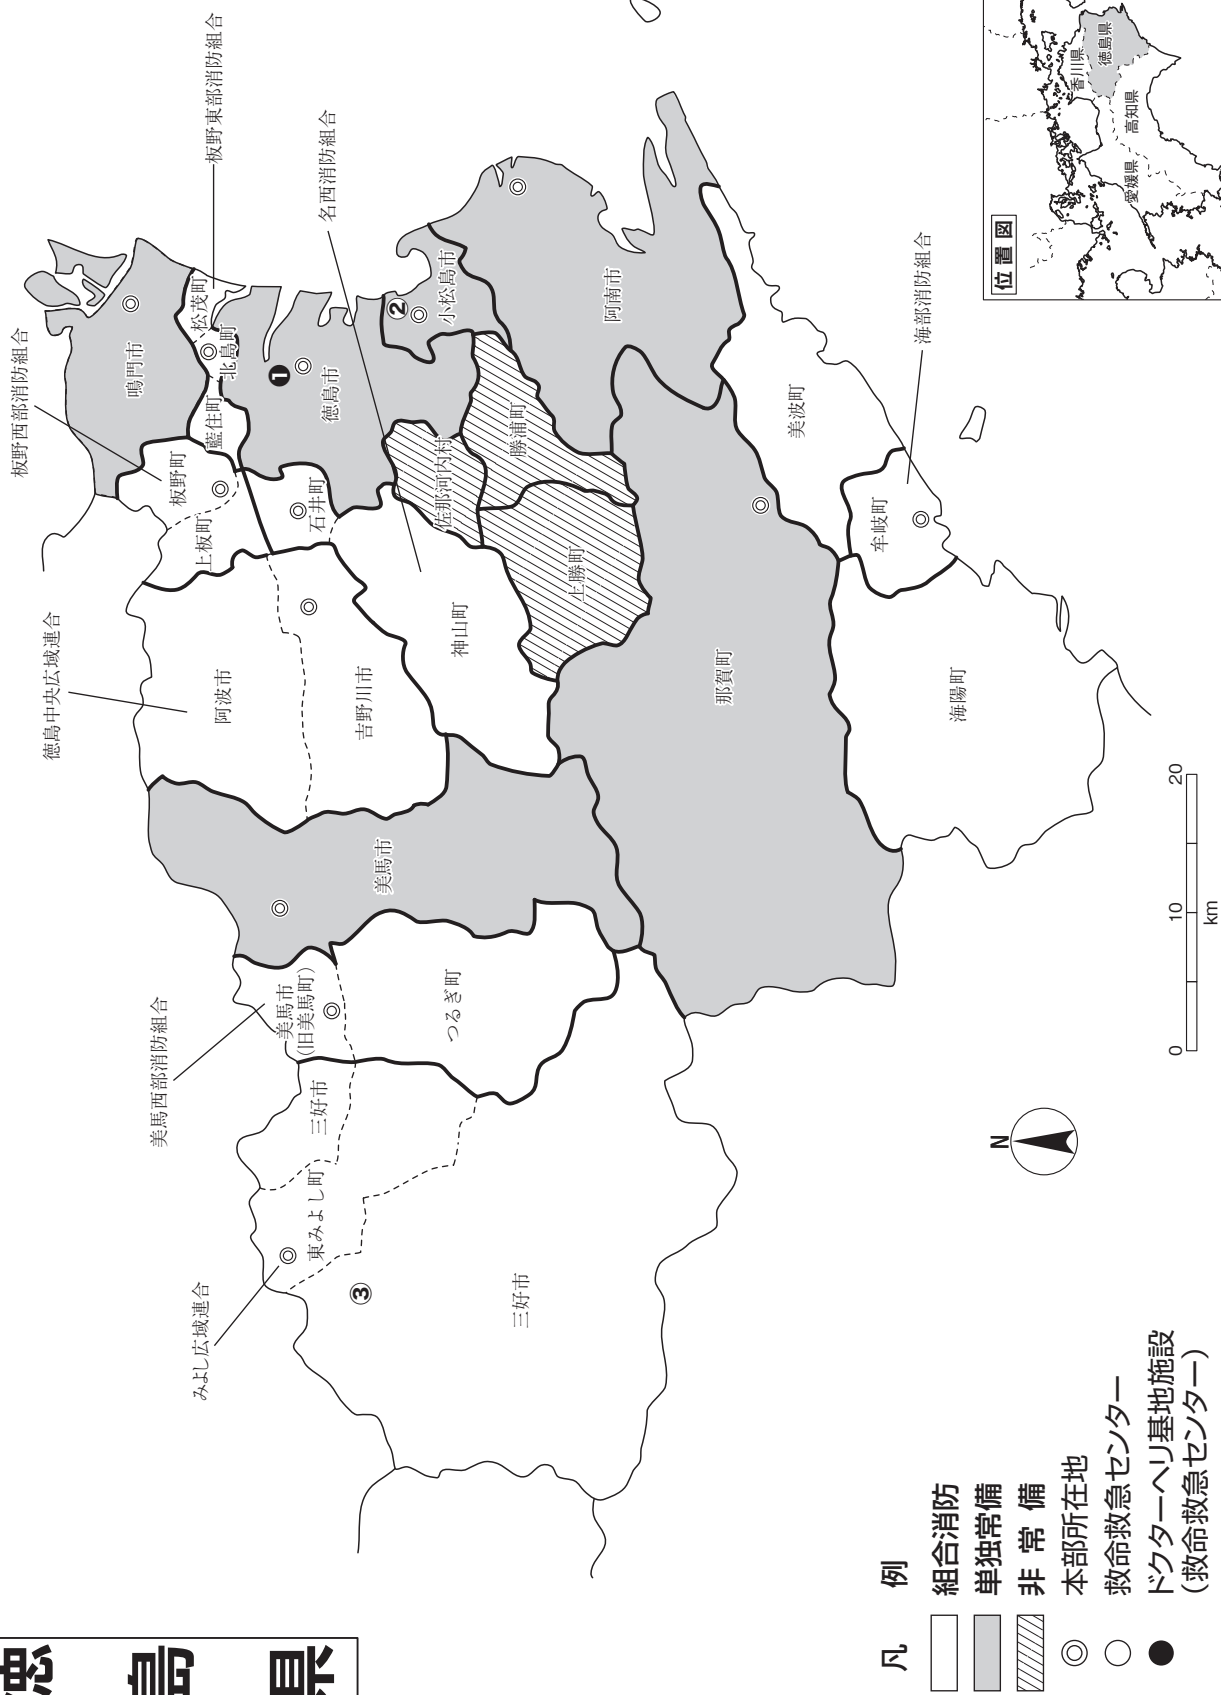 徳島県
みよし広域連合
美馬西部消防組合
徳島中央広域連合
板野西部消防組合
板野東部消防組合
名西消防組合
海部消防組合
三好市
東みよし町
三好市
③
美馬市
(旧美馬町)
つるぎ町
美馬市
阿波市
吉野川市
上板町
板野町
藍住町
北島町
松茂町
鳴門市
石井町
神山町
徳島市
❶
佐那河内村
②
小松島市
勝浦町
上勝町
阿南市
那賀町
美波町
牟岐町
海陽町
N
0
10
20
km
凡例
組合消防
単独常備
非常備
本部所在地
救命救急センター
ドクターヘリ基地施設
(救命救急センター)
位置図
香川県
徳島県
愛媛県
高知県